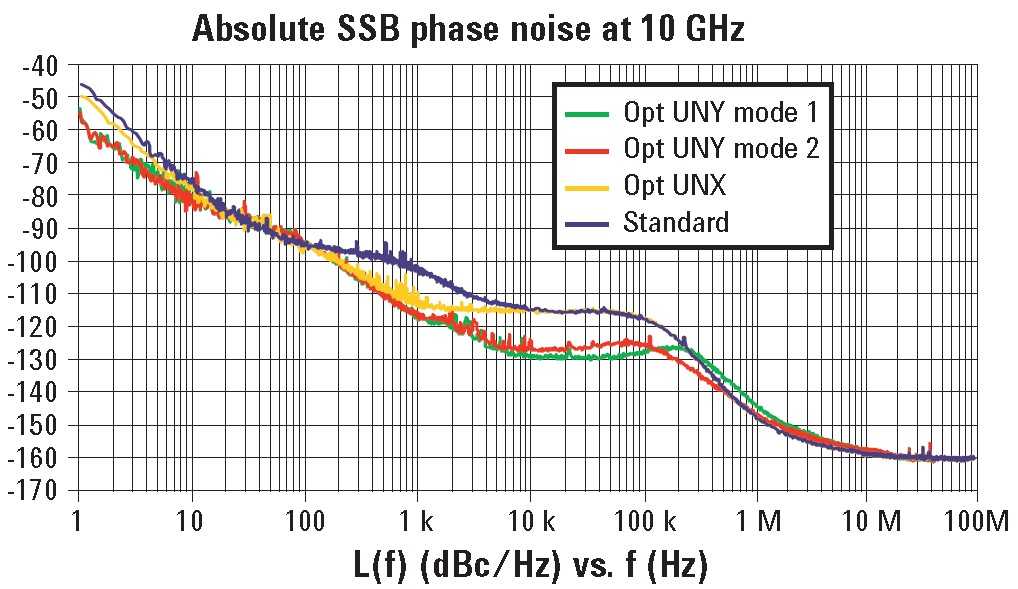 Absolute SSB phase noise at 10 GHz
-40
-50
-60
-70
-80
-90
-100
-110
-120
-130
-140
-150
-160
-170
Opt UNY mode 1
Opt UNY mode 2
Opt UNX
Standard
1 10 100 1 k 10 k 100 k 1 M 10 M 100M
L(f) (dBc/Hz) vs. f (Hz)